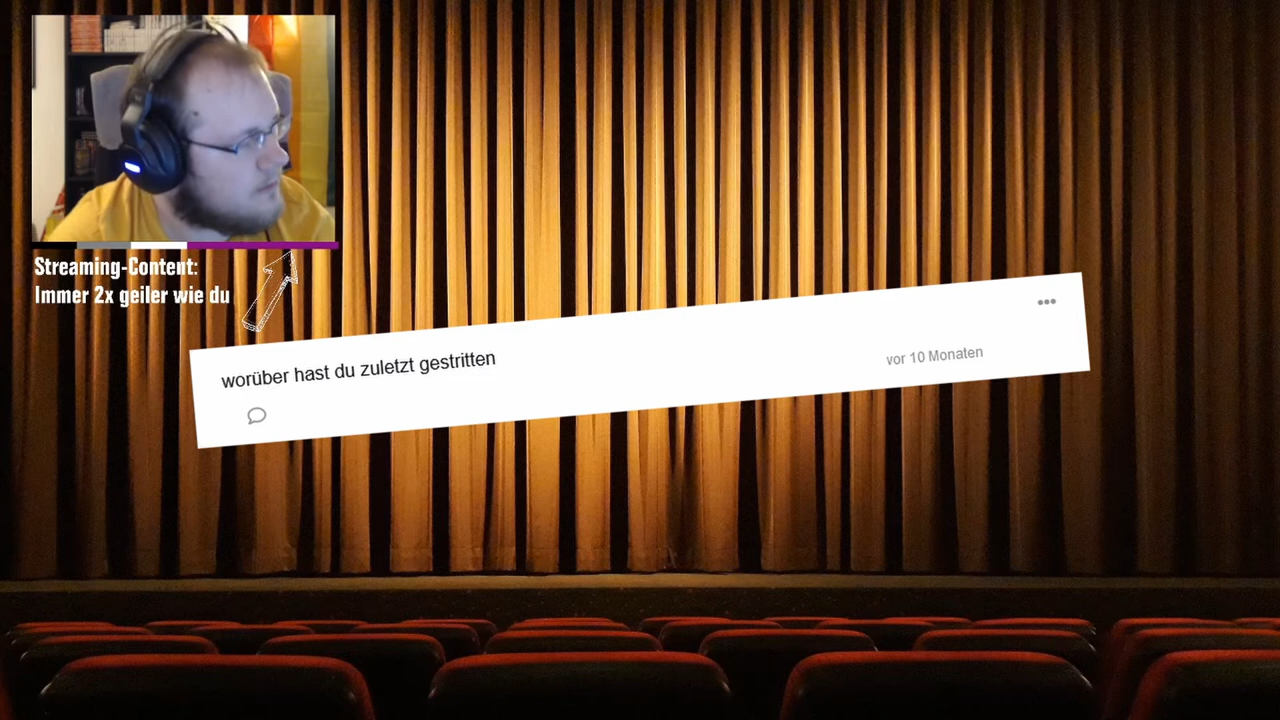 Streaming-Content:
Immer 2x geiler wie du
worüber hast du zuletzt gestritten
vor 10 Monaten